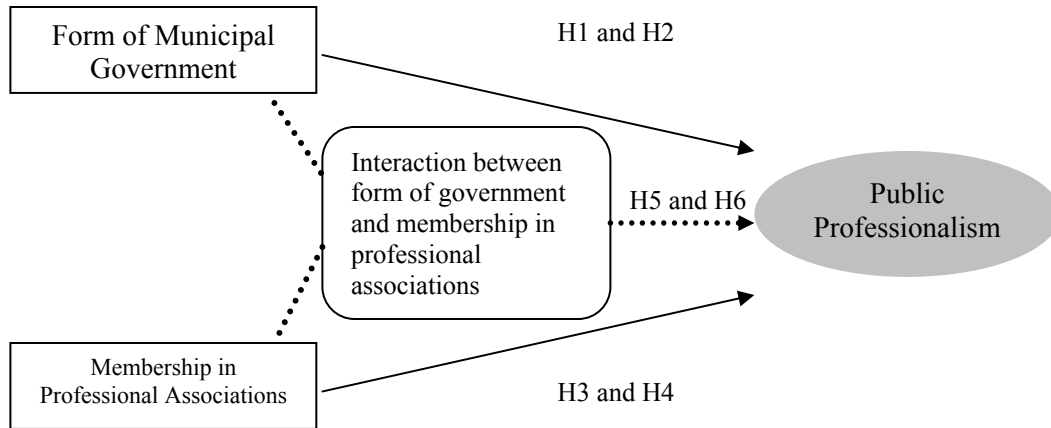 Form of Municipal
Government
H1 and H2
Interaction between
form of government
and membership in
professional
associations
H5 and H6
Public
Professionalism
Membership in
Professional Associations
H3 and H4